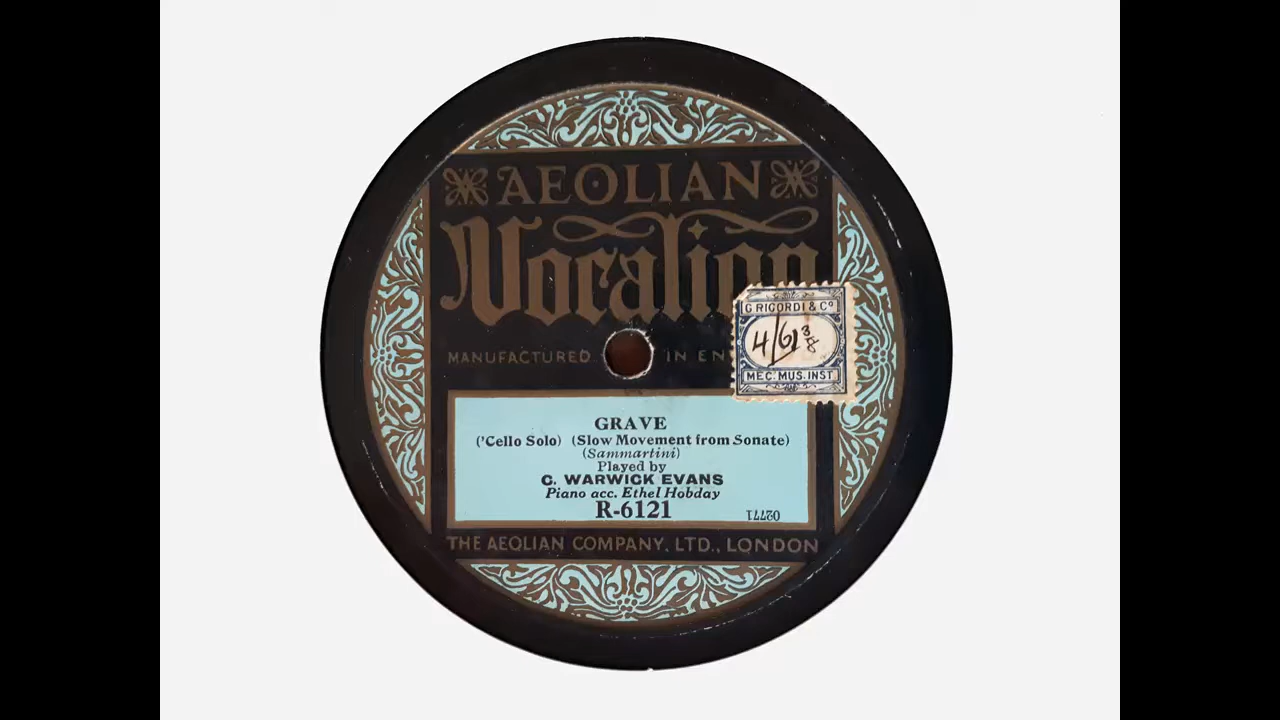 AEOLIAN
Vocalion
MANUFACTURED IN EN
G RICORDI & Co
4/6
MEC. MUS. INST
GRAVE
('Cello Solo) (Slow Movement from Sonate)
(Sammartini)
Played by
C. WARWICK EVANS
Piano acc. Ethel Hobday
R-6121
02771
THE AEOLIAN COMPANY, LTD., LONDON